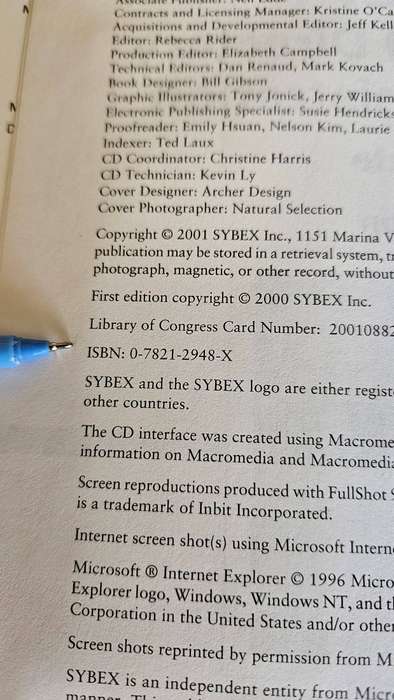 Associate Publisher: Neil
Contracts and Licensing Manager: Kristine O'Ca
Acquisitions and Developmental Editor: Jeff Kell
Editor: Rebecca Rider
Production Editor: Elizabeth Campbell
Technical Editors: Dan Renaud, Mark Kovach
Book Designer: Bill Gibson
Graphic Illustrators: Tony Jonick, Jerry William
Electronic Publishing Specialist: Susie Hendricks
Proofreader: Emily Hsuan, Nelson Kim, Laurie
Indexer: Ted Laux
CD Coordinator: Christine Harris
CD Technician: Kevin Ly
Cover Designer: Archer Design
Cover Photographer: Natural Selection
Copyright © 2001 SYBEX Inc., 1151 Marina V
publication may be stored in a retrieval system, tr
photograph, magnetic, or other record, without
First edition copyright © 2000 SYBEX Inc.
Library of Congress Card Number: 20010882
ISBN: 0-7821-2948-X
SYBEX and the SYBEX logo are either regist
other countries.
The CD interface was created using Macrome
information on Macromedia and Macromedia
Screen reproductions produced with FullShot
is a trademark of Inbit Incorporated.
Internet screen shot(s) using Microsoft Intern
Microsoft ® Internet Explorer © 1996 Micro
Explorer logo, Windows, Windows NT, and th
Corporation in the United States and/or other
Screen shots reprinted by permission from M
SYBEX is an independent entity from Micr
manner. This